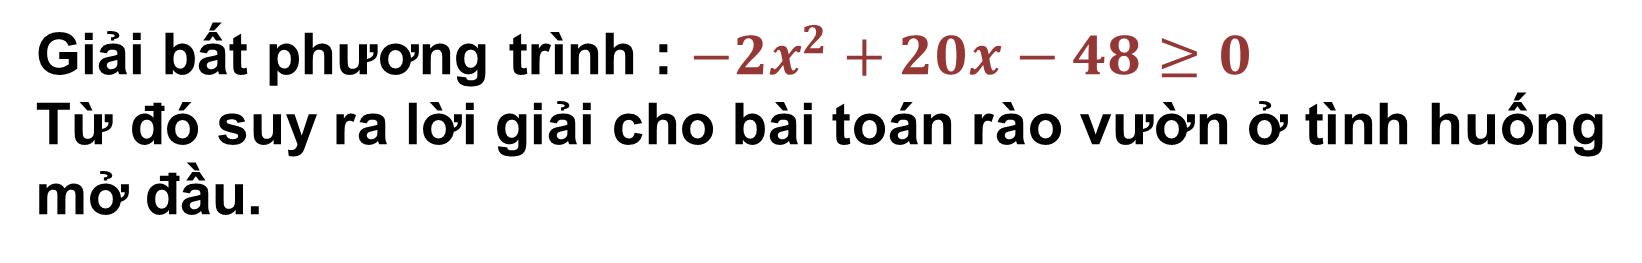 Giải bất phương trình : −2x² + 20x − 48 ≥ 0
Từ đó suy ra lời giải cho bài toán rào vườn ở tình huống
mở đầu.